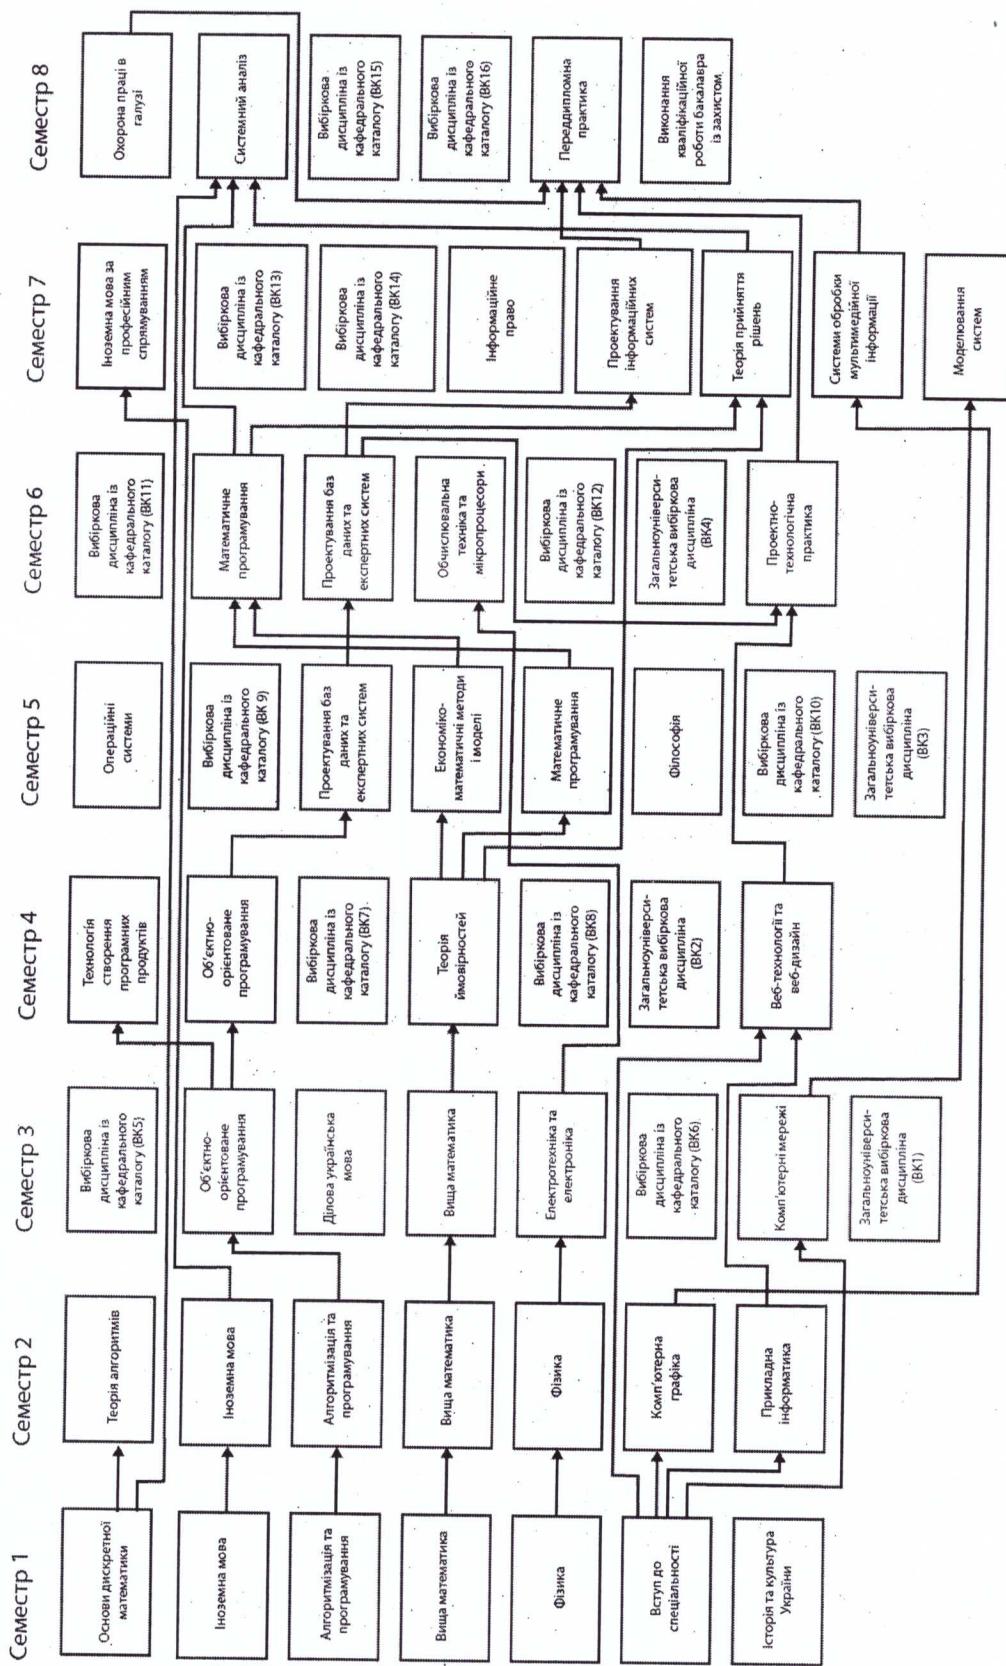 Семестр 1
Основи дискретної
математики
Іноземна мова
Алгоритмізація та
програмування
Вища математика
Фізика
Вступ до
спеціальності
Історія та культура
України
Семестр 2
Теорія алгоритмів
Іноземна мова
Алгоритмізація та
програмування
Вища математика
Фізика
Комп'ютерна
графіка
Прикладна
інформатика
Семестр 3
Вибіркова
дисципліна із
кафедрального
каталогу (ВК5)
Об'єктно-
орієнтоване
програмування
Ділова українська
мова
Вища математика
Електротехніка та
електроніка
Вибіркова
дисципліна із
кафедрального
каталогу (ВК6)
Комп'ютерні мережі
Загальноуніверси-
тетська вибіркова
дисципліна
(ВК1)
Семестр 4
Технологія
створення
програмних
продуктів
Об'єктно-
орієнтоване
програмування
Вибіркова
дисципліна із
кафедрального
каталогу (ВК7)
Теорія
ймовірностей
Вибіркова
дисципліна із
кафедрального
каталогу (ВК8)
Загальноуніверси-
тетська вибіркова
дисципліна
(ВК2)
Веб-технології та
веб-дизайн
Семестр 5
Операційні
системи
Вибіркова
дисципліна із
кафедрального
каталогу (ВК 9)
Проектування баз
даних та
експертних систем
Економіко-
математичні методи
і моделі
Математичне
програмування
Філософія
Вибіркова
дисципліна із
кафедрального
каталогу (ВК10)
Загальноуніверси-
тетська вибіркова
дисципліна
(ВК3)
Семестр 6
Вибіркова
дисципліна із
кафедрального
каталогу (ВК11)
Математичне
програмування
Проектування баз
даних та
експертних систем
Обчислювальна
техніка та
мікропроцесори
Вибіркова
дисципліна із
кафедрального
каталогу (ВК12)
Загальноуніверси-
тетська вибіркова
дисципліна
(ВК4)
Проектно-
технологічна
практика
Семестр 7
Іноземна мова за
професійним
спрямуванням
Вибіркова
дисципліна із
кафедрального
каталогу (ВК13)
Вибіркова
дисципліна із
кафедрального
каталогу (ВК14)
Інформаційне
право
Проектування
інформаційних
систем
Теорія прийняття
рішень
Системи обробки
мультимедійної
інформації
Моделювання
систем
Семестр 8
Охорона праці в
галузі
Системний аналіз
Вибіркова
дисципліна із
кафедрального
каталогу (ВК15)
Вибіркова
дисципліна із
кафедрального
каталогу (ВК16)
Переддипломна
практика
Виконання
кваліфікаційної
роботи бакалавра
із захистом